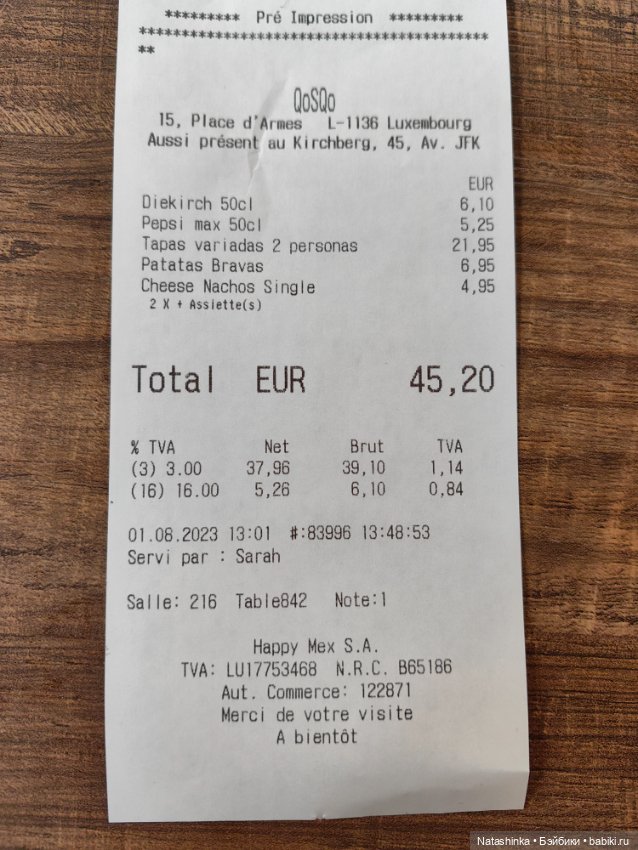 ********* Pré Impression *********
******************************************
**
QoSQo
15, Place d'Armes L-1136 Luxembourg
Aussi présent au Kirchberg, 45, Av. JFK
EUR
Diekirch 50cl 6,10
Pepsi max 50cl 5,25
Tapas variadas 2 personas 21,95
Patatas Bravas 6,95
Cheese Nachos Single 4,95
2 X + Assiette(s)
Total EUR 45,20
% TVA Net Brut TVA
(3) 3.00 37,96 39,10 1,14
(16) 16.00 5,26 6,10 0,84
01.08.2023 13:01 #:83996 13:48:53
Servi par : Sarah
Salle: 216 Table842 Note:1
Happy Mex S.A.
TVA: LU17753468 N.R.C. B65186
Aut. Commerce: 122871
Merci de votre visite
A bientôt
Natashinka • Бэйбики • babiki.ru